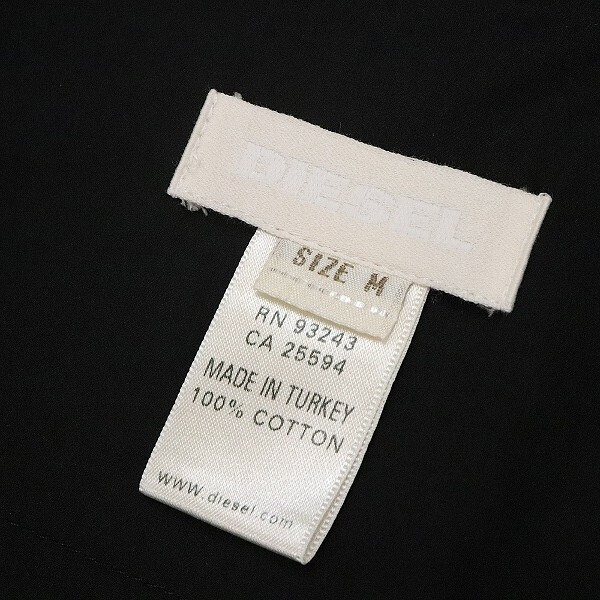 DIESEL
SIZE M
RN 93243
CA 25594
MADE IN TURKEY
100% COTTON
www.diesel.com